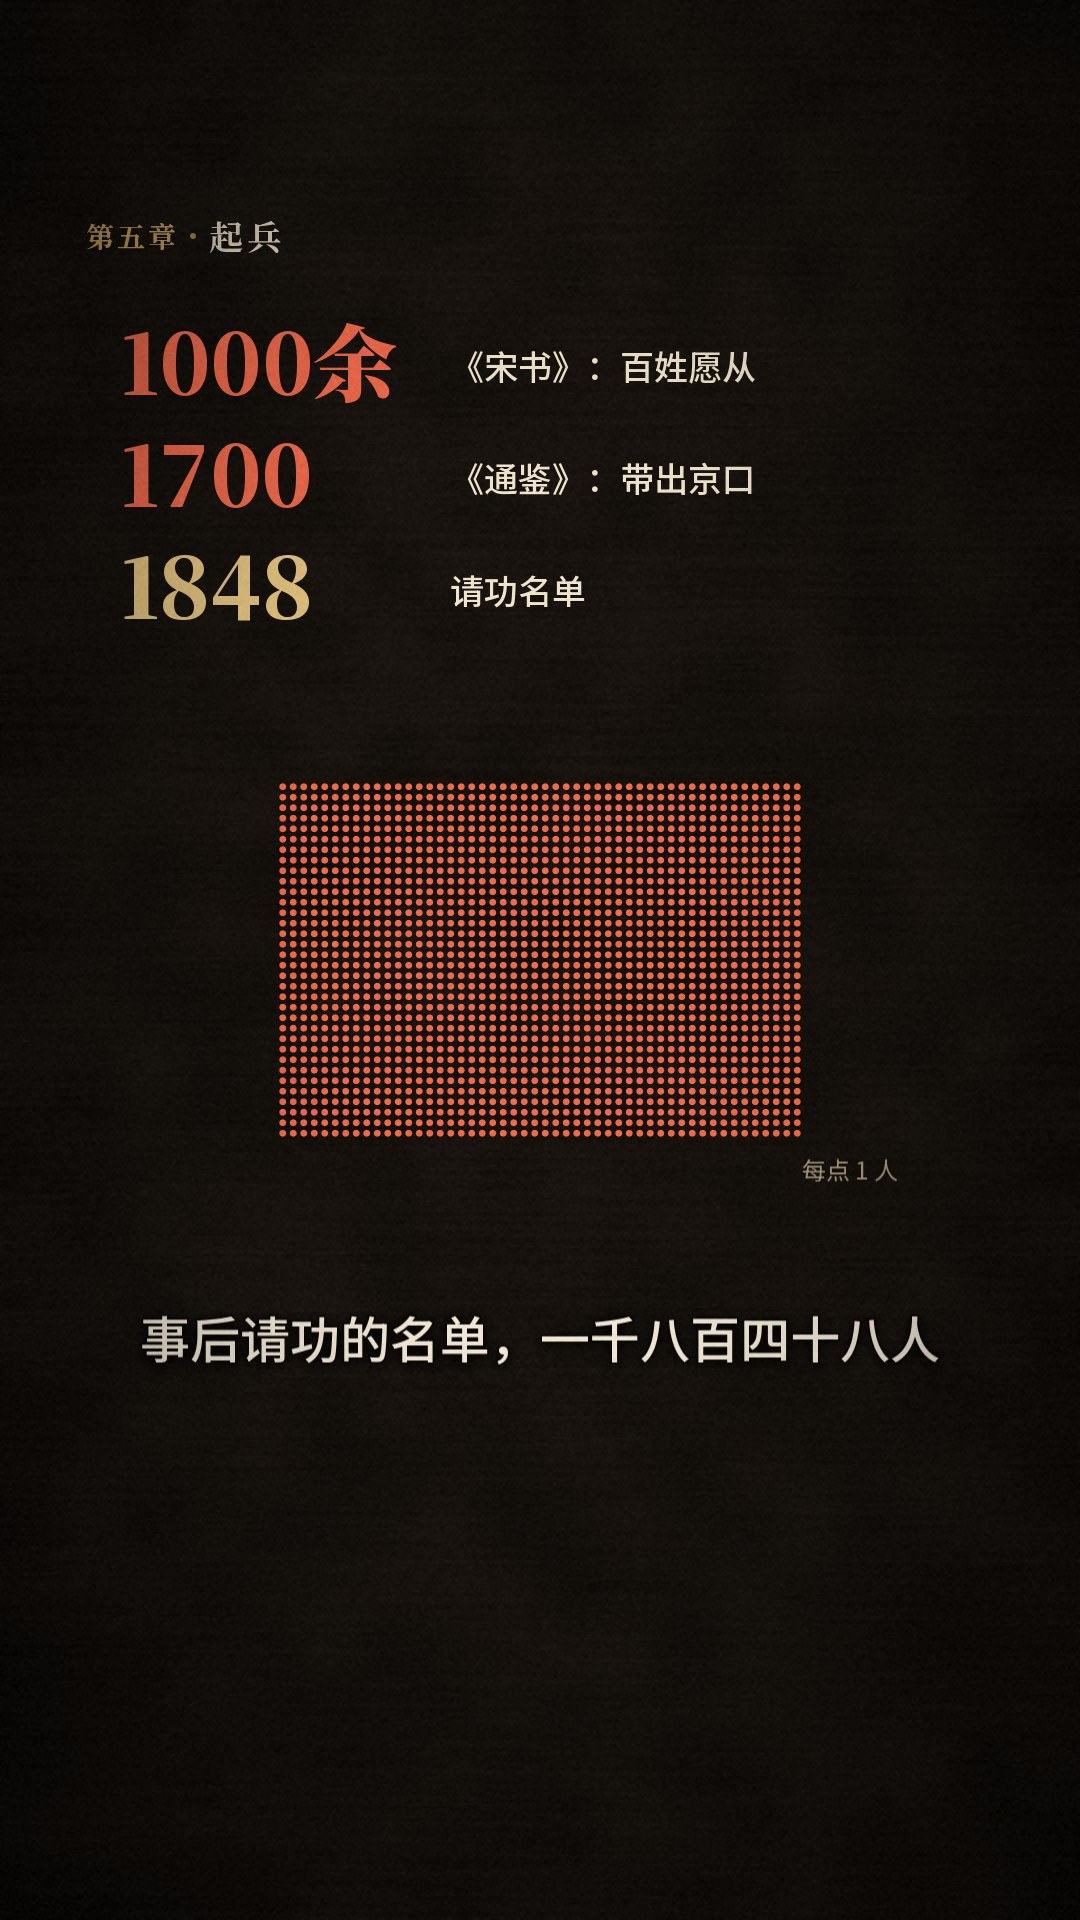 第五章·起兵
1000余 《宋书》：百姓愿从
1700 《通鉴》：带出京口
1848 请功名单
每点1人
事后请功的名单，一千八百四十八人